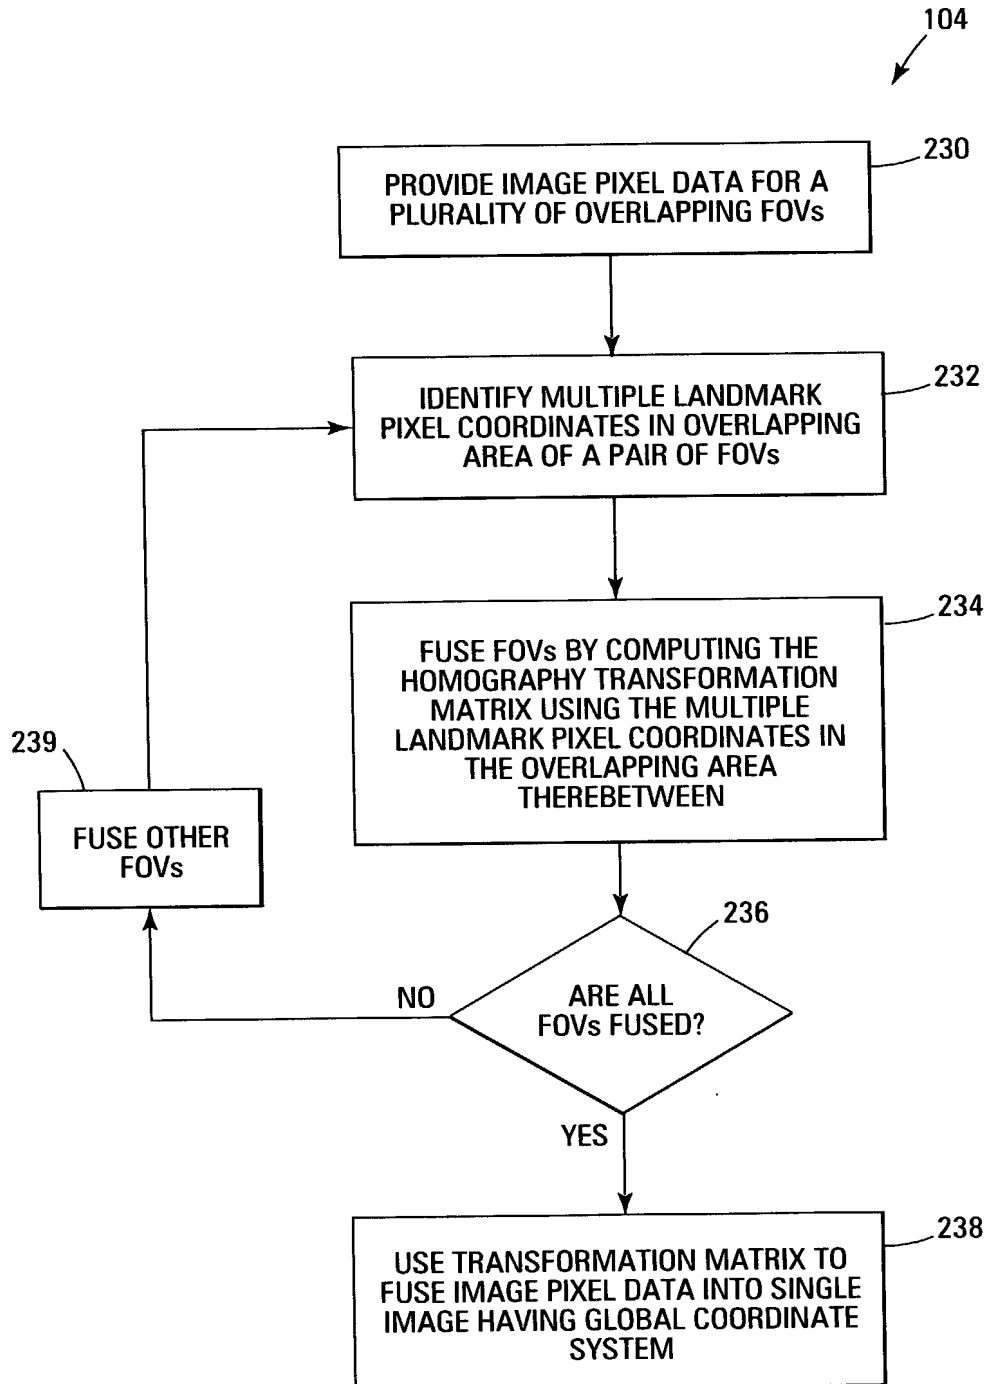 104
230
PROVIDE IMAGE PIXEL DATA FOR A
PLURALITY OF OVERLAPPING FOVs
232
IDENTIFY MULTIPLE LANDMARK
PIXEL COORDINATES IN OVERLAPPING
AREA OF A PAIR OF FOVs
234
FUSE FOVs BY COMPUTING THE
HOMOGRAPHY TRANSFORMATION
MATRIX USING THE MULTIPLE
LANDMARK PIXEL COORDINATES IN
THE OVERLAPPING AREA
THEREBETWEEN
239
FUSE OTHER
FOVs
236
ARE ALL
FOVs FUSED?
NO
YES
238
USE TRANSFORMATION MATRIX TO
FUSE IMAGE PIXEL DATA INTO SINGLE
IMAGE HAVING GLOBAL COORDINATE
SYSTEM